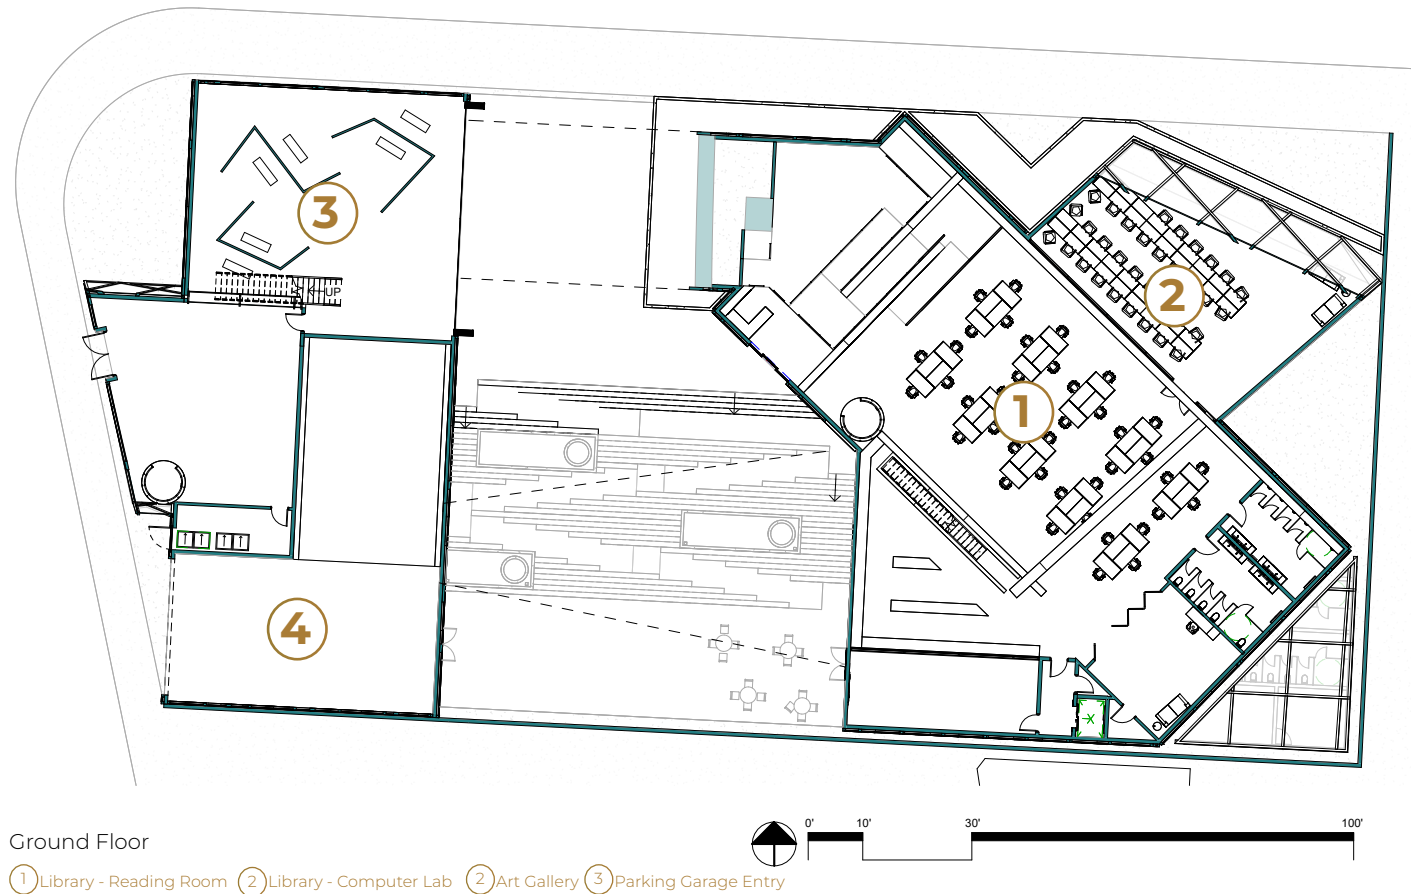 3
2
1
4
UP
0' 10' 30' 100'
Ground Floor
1 Library - Reading Room 2 Library - Computer Lab 2 Art Gallery 3 Parking Garage Entry